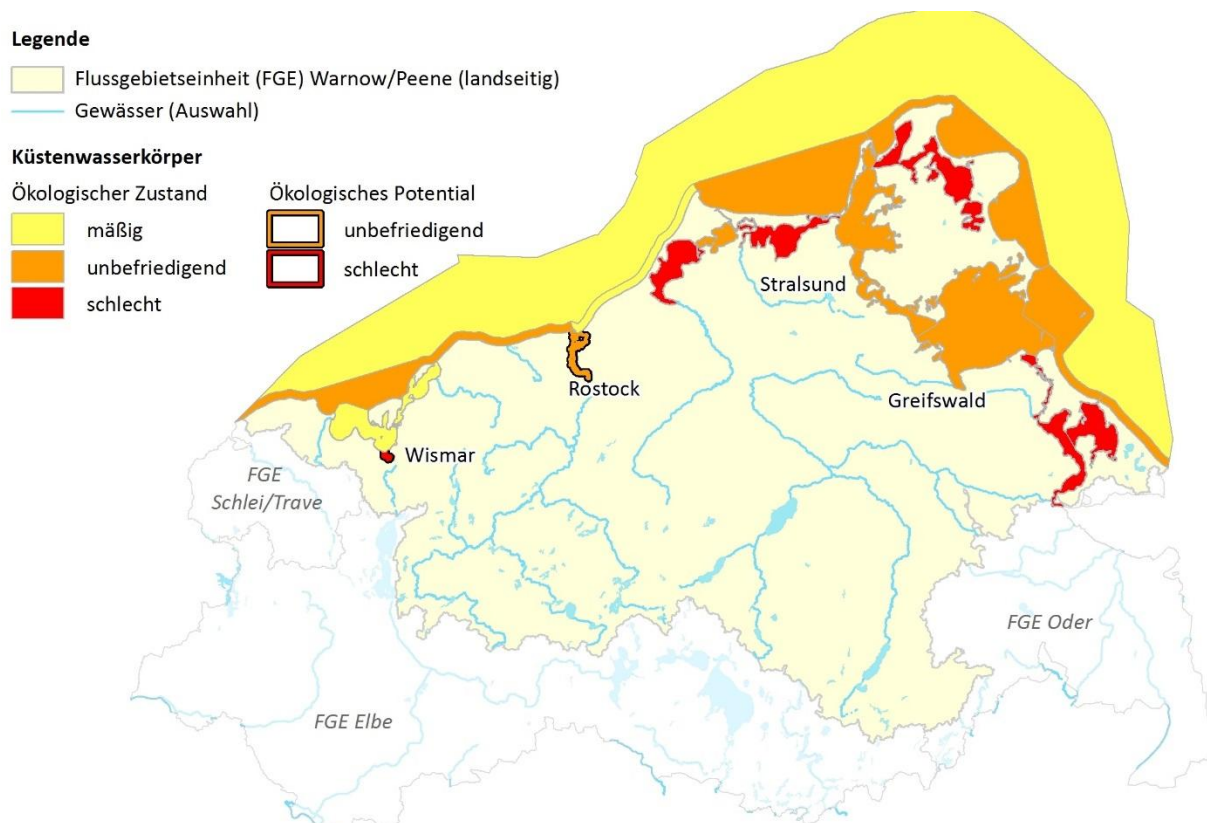 Legende
Flussgebietseinheit (FGE) Warnow/Peene (landseitig)
Gewässer (Auswahl)
Küstenwasserkörper
Ökologischer Zustand
mäßig
unbefriedigend
schlecht
Ökologisches Potential
unbefriedigend
schlecht
Stralsund
Rostock
Greifswald
Wismar
FGE
Schlei/Trave
FGE Oder
FGE Elbe